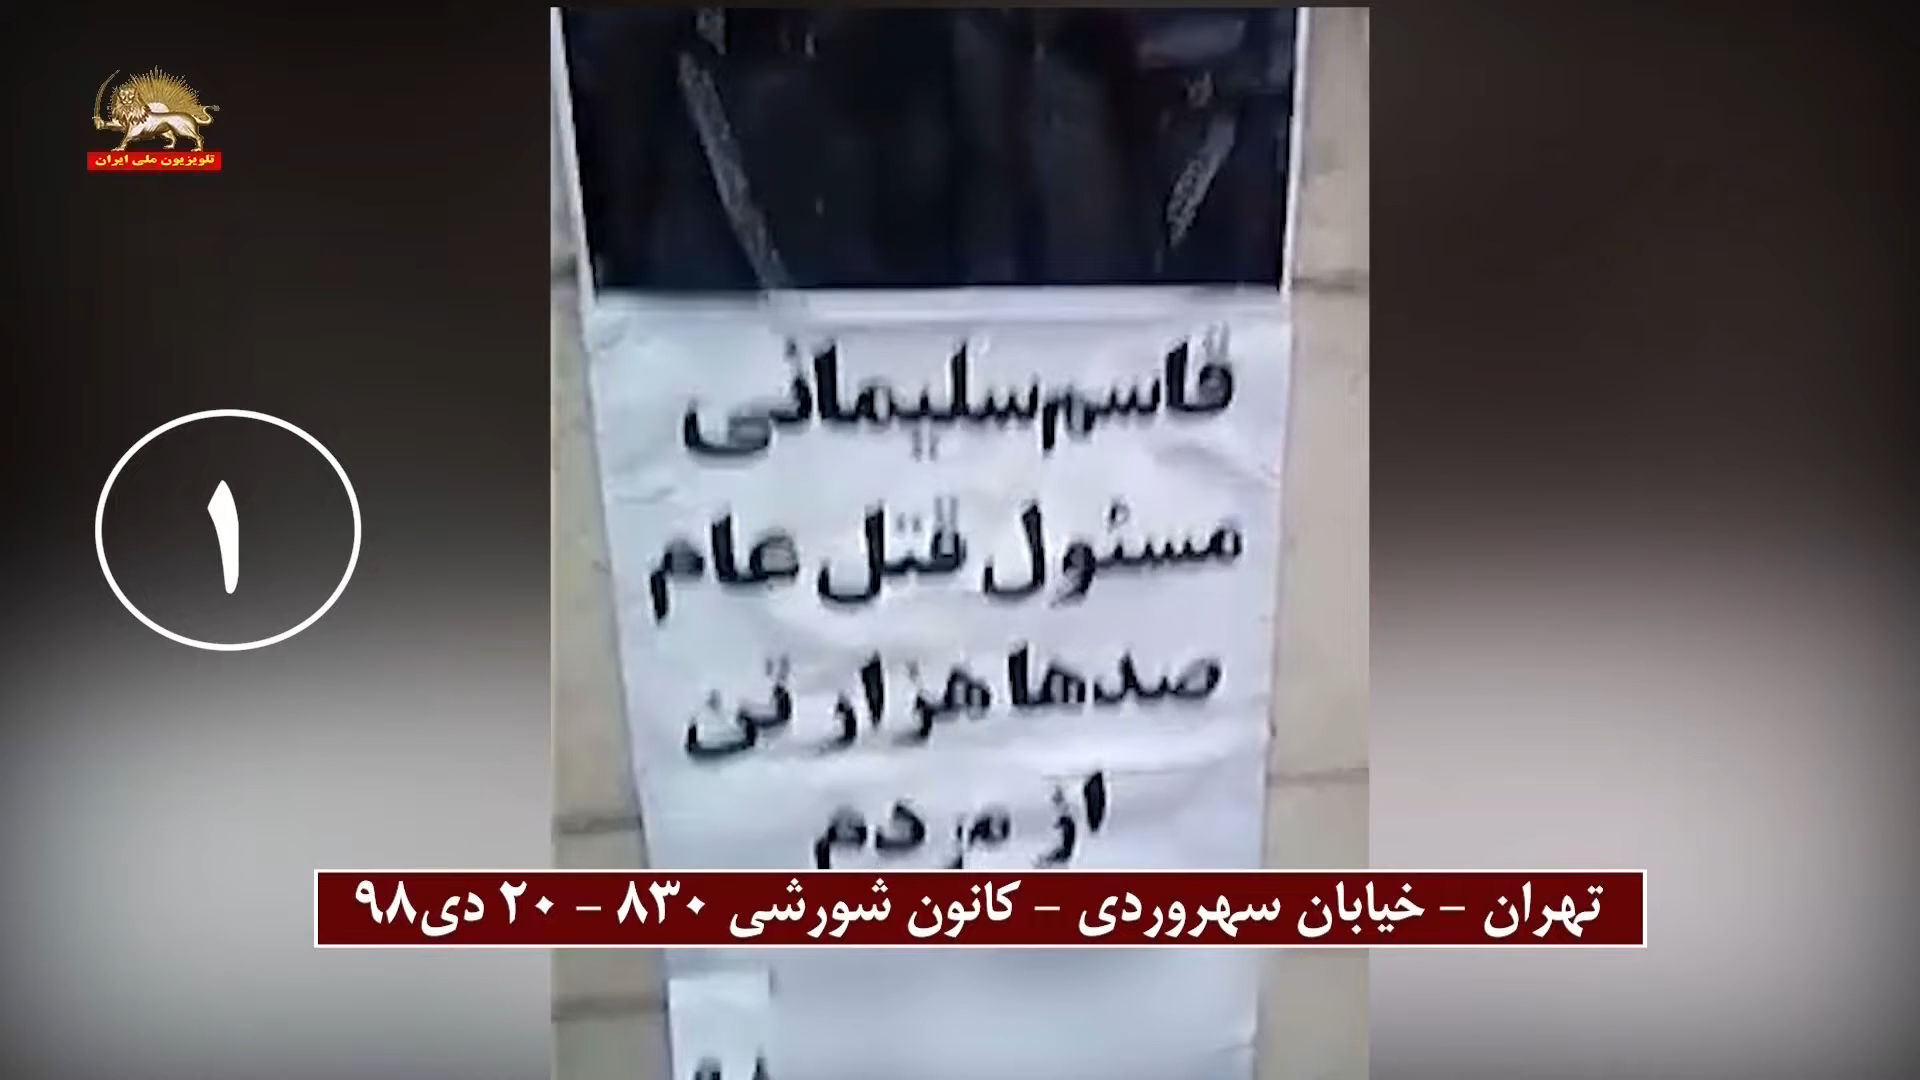 تلویزیون ملی ایران
۱
قاسم سلیمانی
مسئول قتل عام
صدها هزار تن
از مردم
تهران – خیابان سهروردی – کانون شورشی ۸۳۰ – ۲۰ دی۹۸